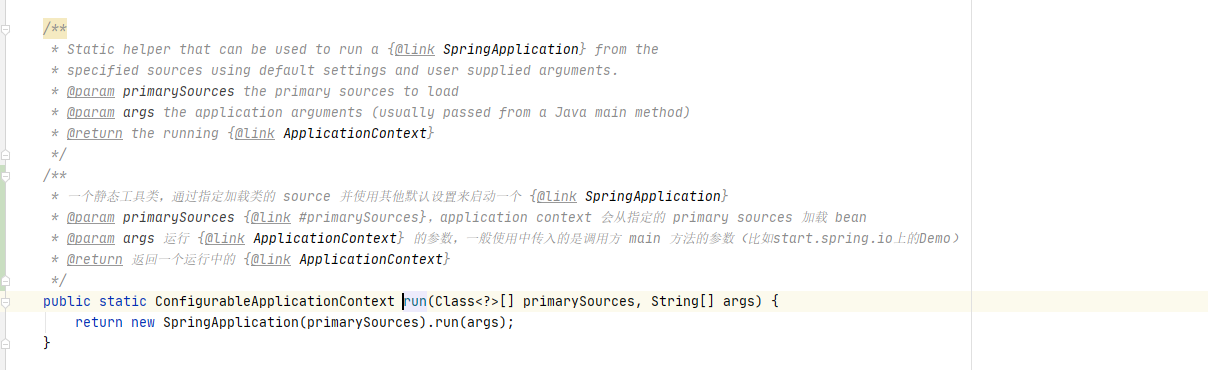 /**
 * Static helper that can be used to run a {@link SpringApplication} from the
 * specified sources using default settings and user supplied arguments.
 * @param primarySources the primary sources to load
 * @param args the application arguments (usually passed from a Java main method)
 * @return the running {@link ApplicationContext}
 */
/**
 * 一个静态工具类，通过指定加载类的 source 并使用其他默认设置来启动一个 {@link SpringApplication}
 * @param primarySources {@link #primarySources}，application context 会从指定的 primary sources 加载 bean
 * @param args 运行 {@link ApplicationContext} 的参数，一般使用中传入的是调用方 main 方法的参数（比如start.spring.io上的Demo）
 * @return 返回一个运行中的 {@link ApplicationContext}
 */
public static ConfigurableApplicationContext run(Class<?>[] primarySources, String[] args) {
    return new SpringApplication(primarySources).run(args);
}